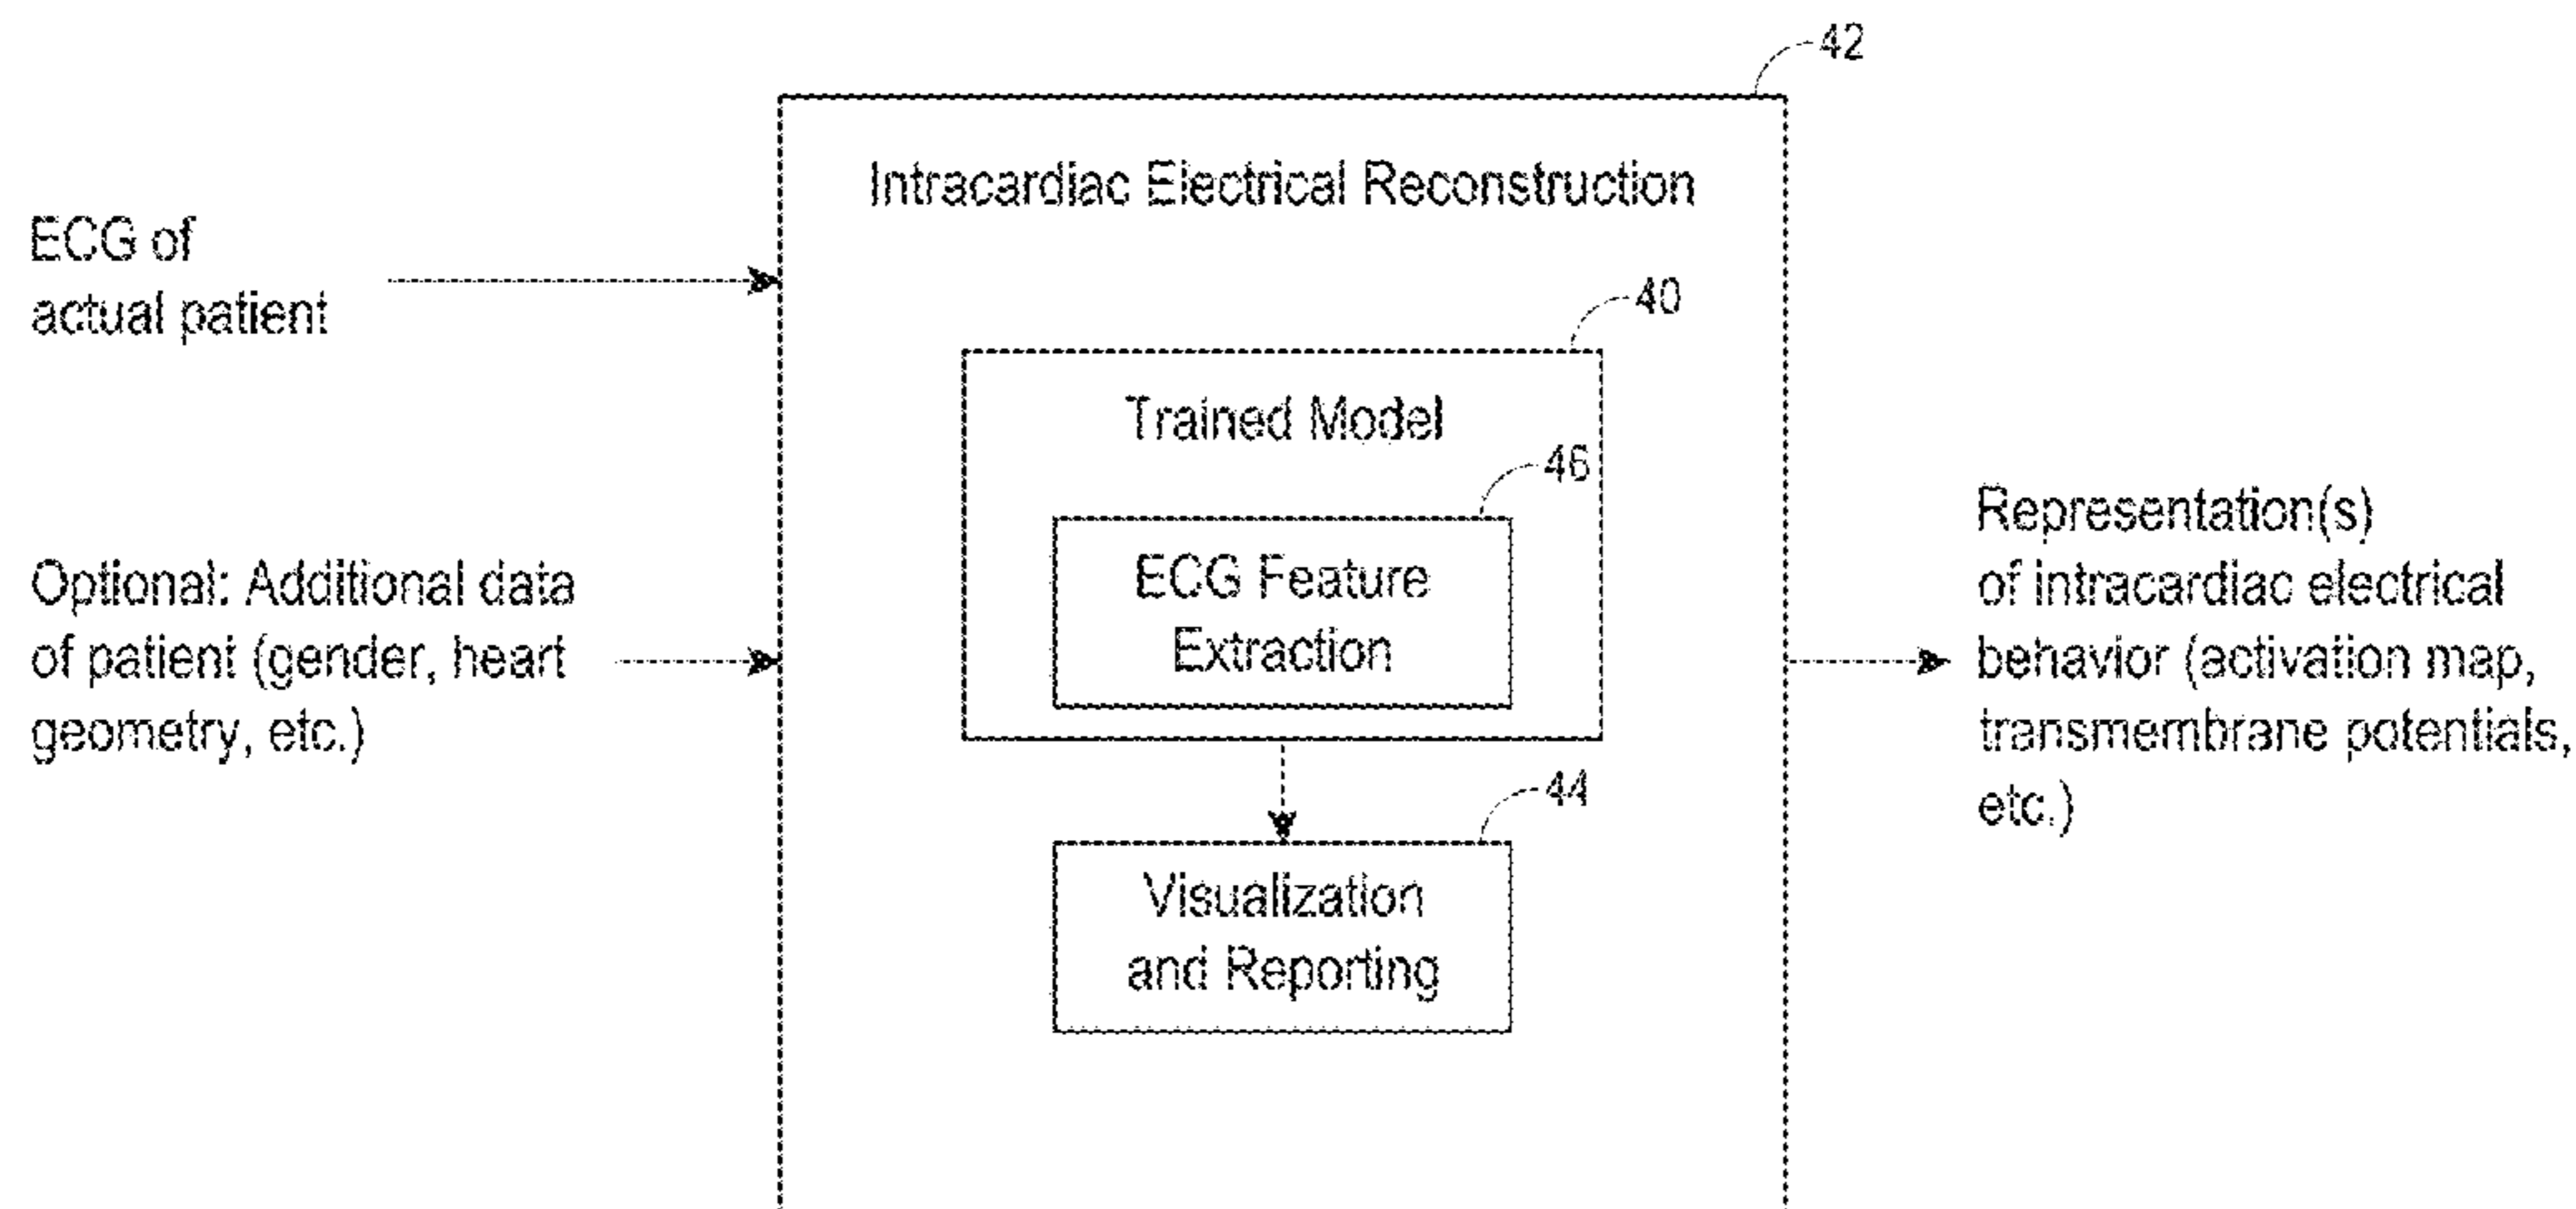 42
Intracardiac Electrical Reconstruction
ECG of
actual patient
40
Trained Model
46
ECG Feature
Extraction
Optional: Additional data
of patient (gender, heart
geometry, etc.)
44
Visualization
and Reporting
Representation(s)
of intracardiac electrical
behavior (activation map,
transmembrane potentials,
etc.)